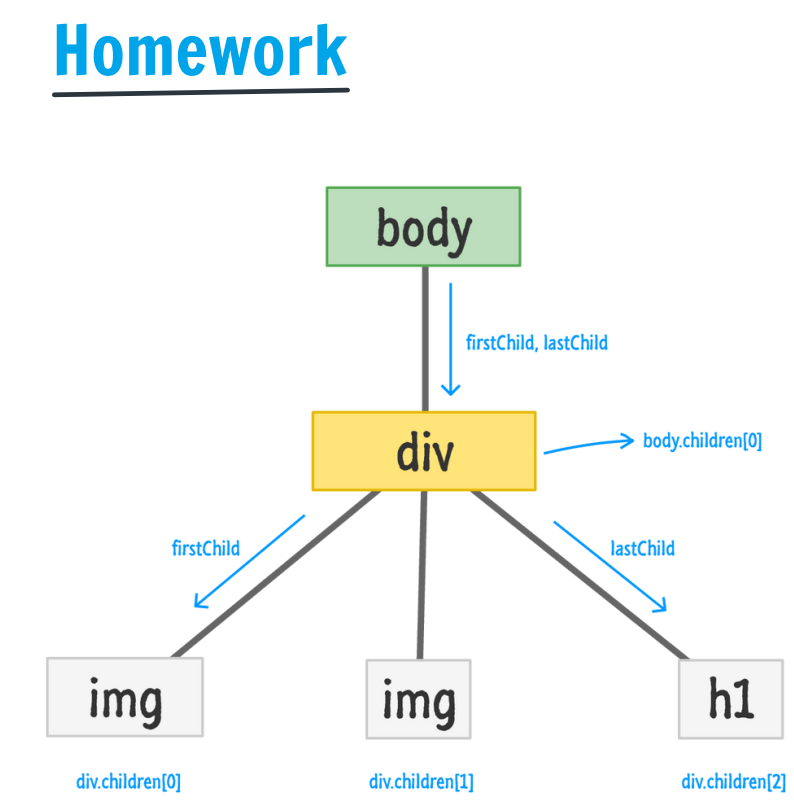 Homework
body
firstChild, lastChild
div
body.children[0]
firstChild
lastChild
img
img
h1
div.children[0]
div.children[1]
div.children[2]